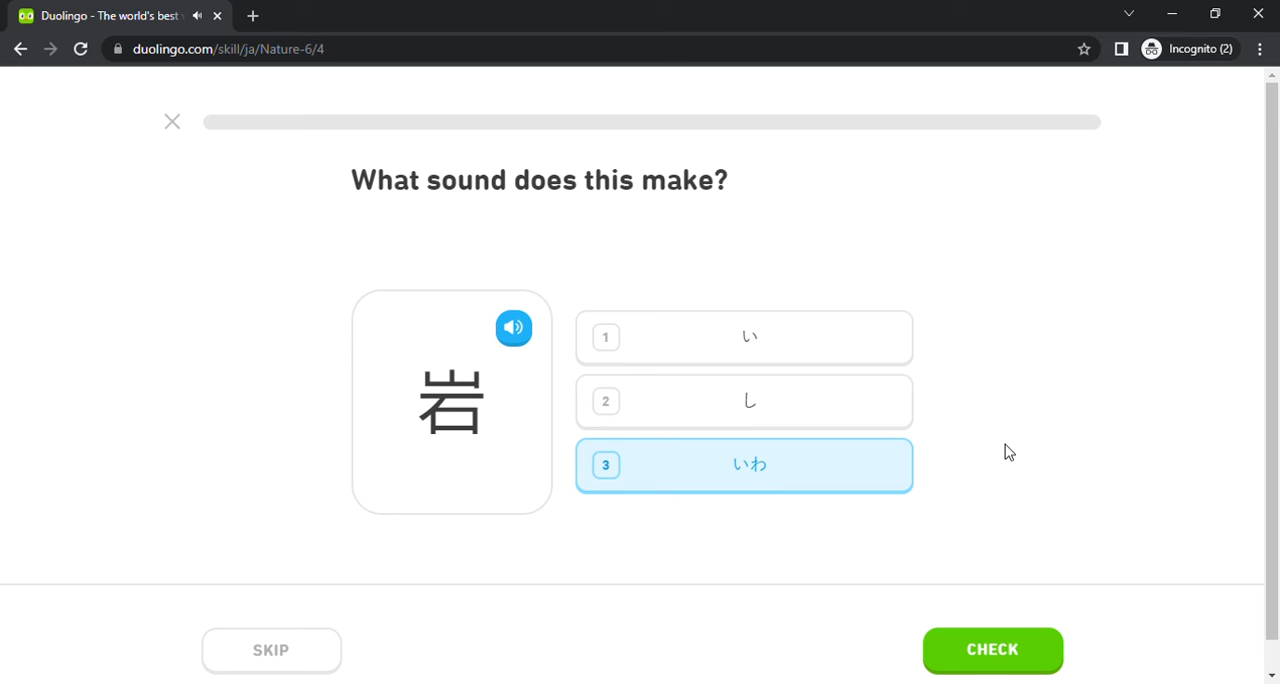 Duolingo - The world's best
duolingo.com/skill/ja/Nature-6/4
Incognito (2)
What sound does this make?
岩
1 い
2 し
3 いわ
SKIP
CHECK